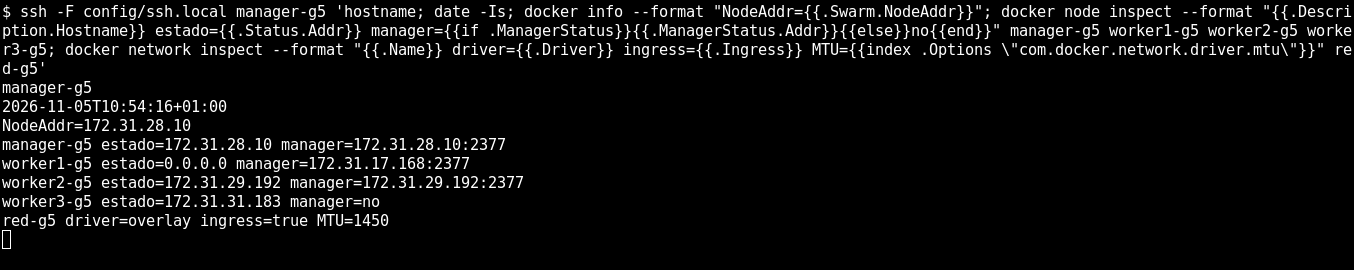 $ ssh -F config/ssh.local manager-g5 'hostname; date -Is; docker info --format "NodeAddr={{.Swarm.NodeAddr}}"; docker node inspect --format "{{.Descri
ption.Hostname}} estado={{.Status.Addr}} manager={{if .ManagerStatus}}{{.ManagerStatus.Addr}}{{else}}no{{end}}" manager-g5 worker1-g5 worker2-g5 worke
r3-g5; docker network inspect --format "{{.Name}} driver={{.Driver}} ingress={{.Ingress}} MTU={{index .Options \"com.docker.network.driver.mtu\"}}" re
d-g5'
manager-g5
2026-11-05T10:54:16+01:00
NodeAddr=172.31.28.10
manager-g5 estado=172.31.28.10 manager=172.31.28.10:2377
worker1-g5 estado=0.0.0.0 manager=172.31.17.168:2377
worker2-g5 estado=172.31.29.192 manager=172.31.29.192:2377
worker3-g5 estado=172.31.31.183 manager=no
red-g5 driver=overlay ingress=true MTU=1450